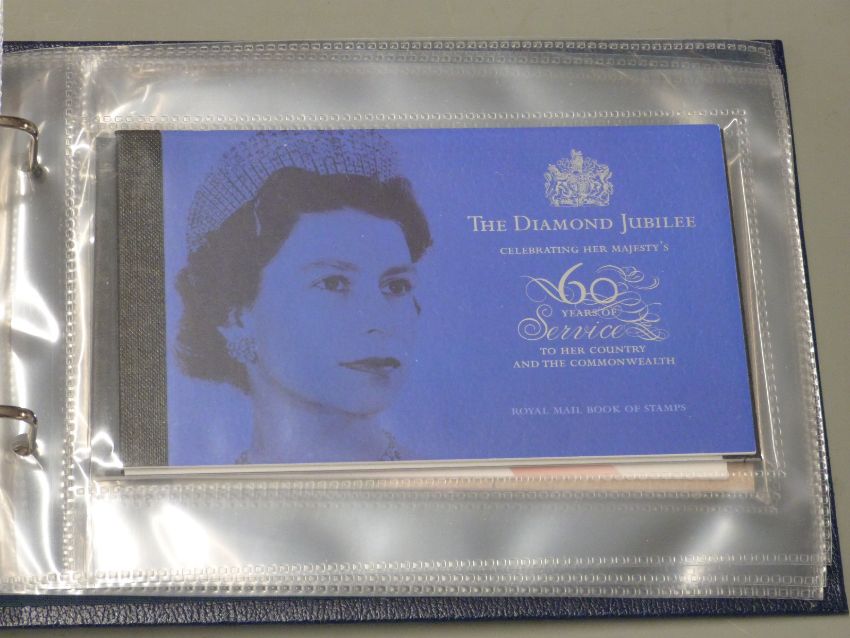 THE DIAMOND JUBILEE
CELEBRATING HER MAJESTY'S
60
YEARS OF
Service
TO HER COUNTRY
AND THE COMMONWEALTH
ROYAL MAIL BOOK OF STAMPS